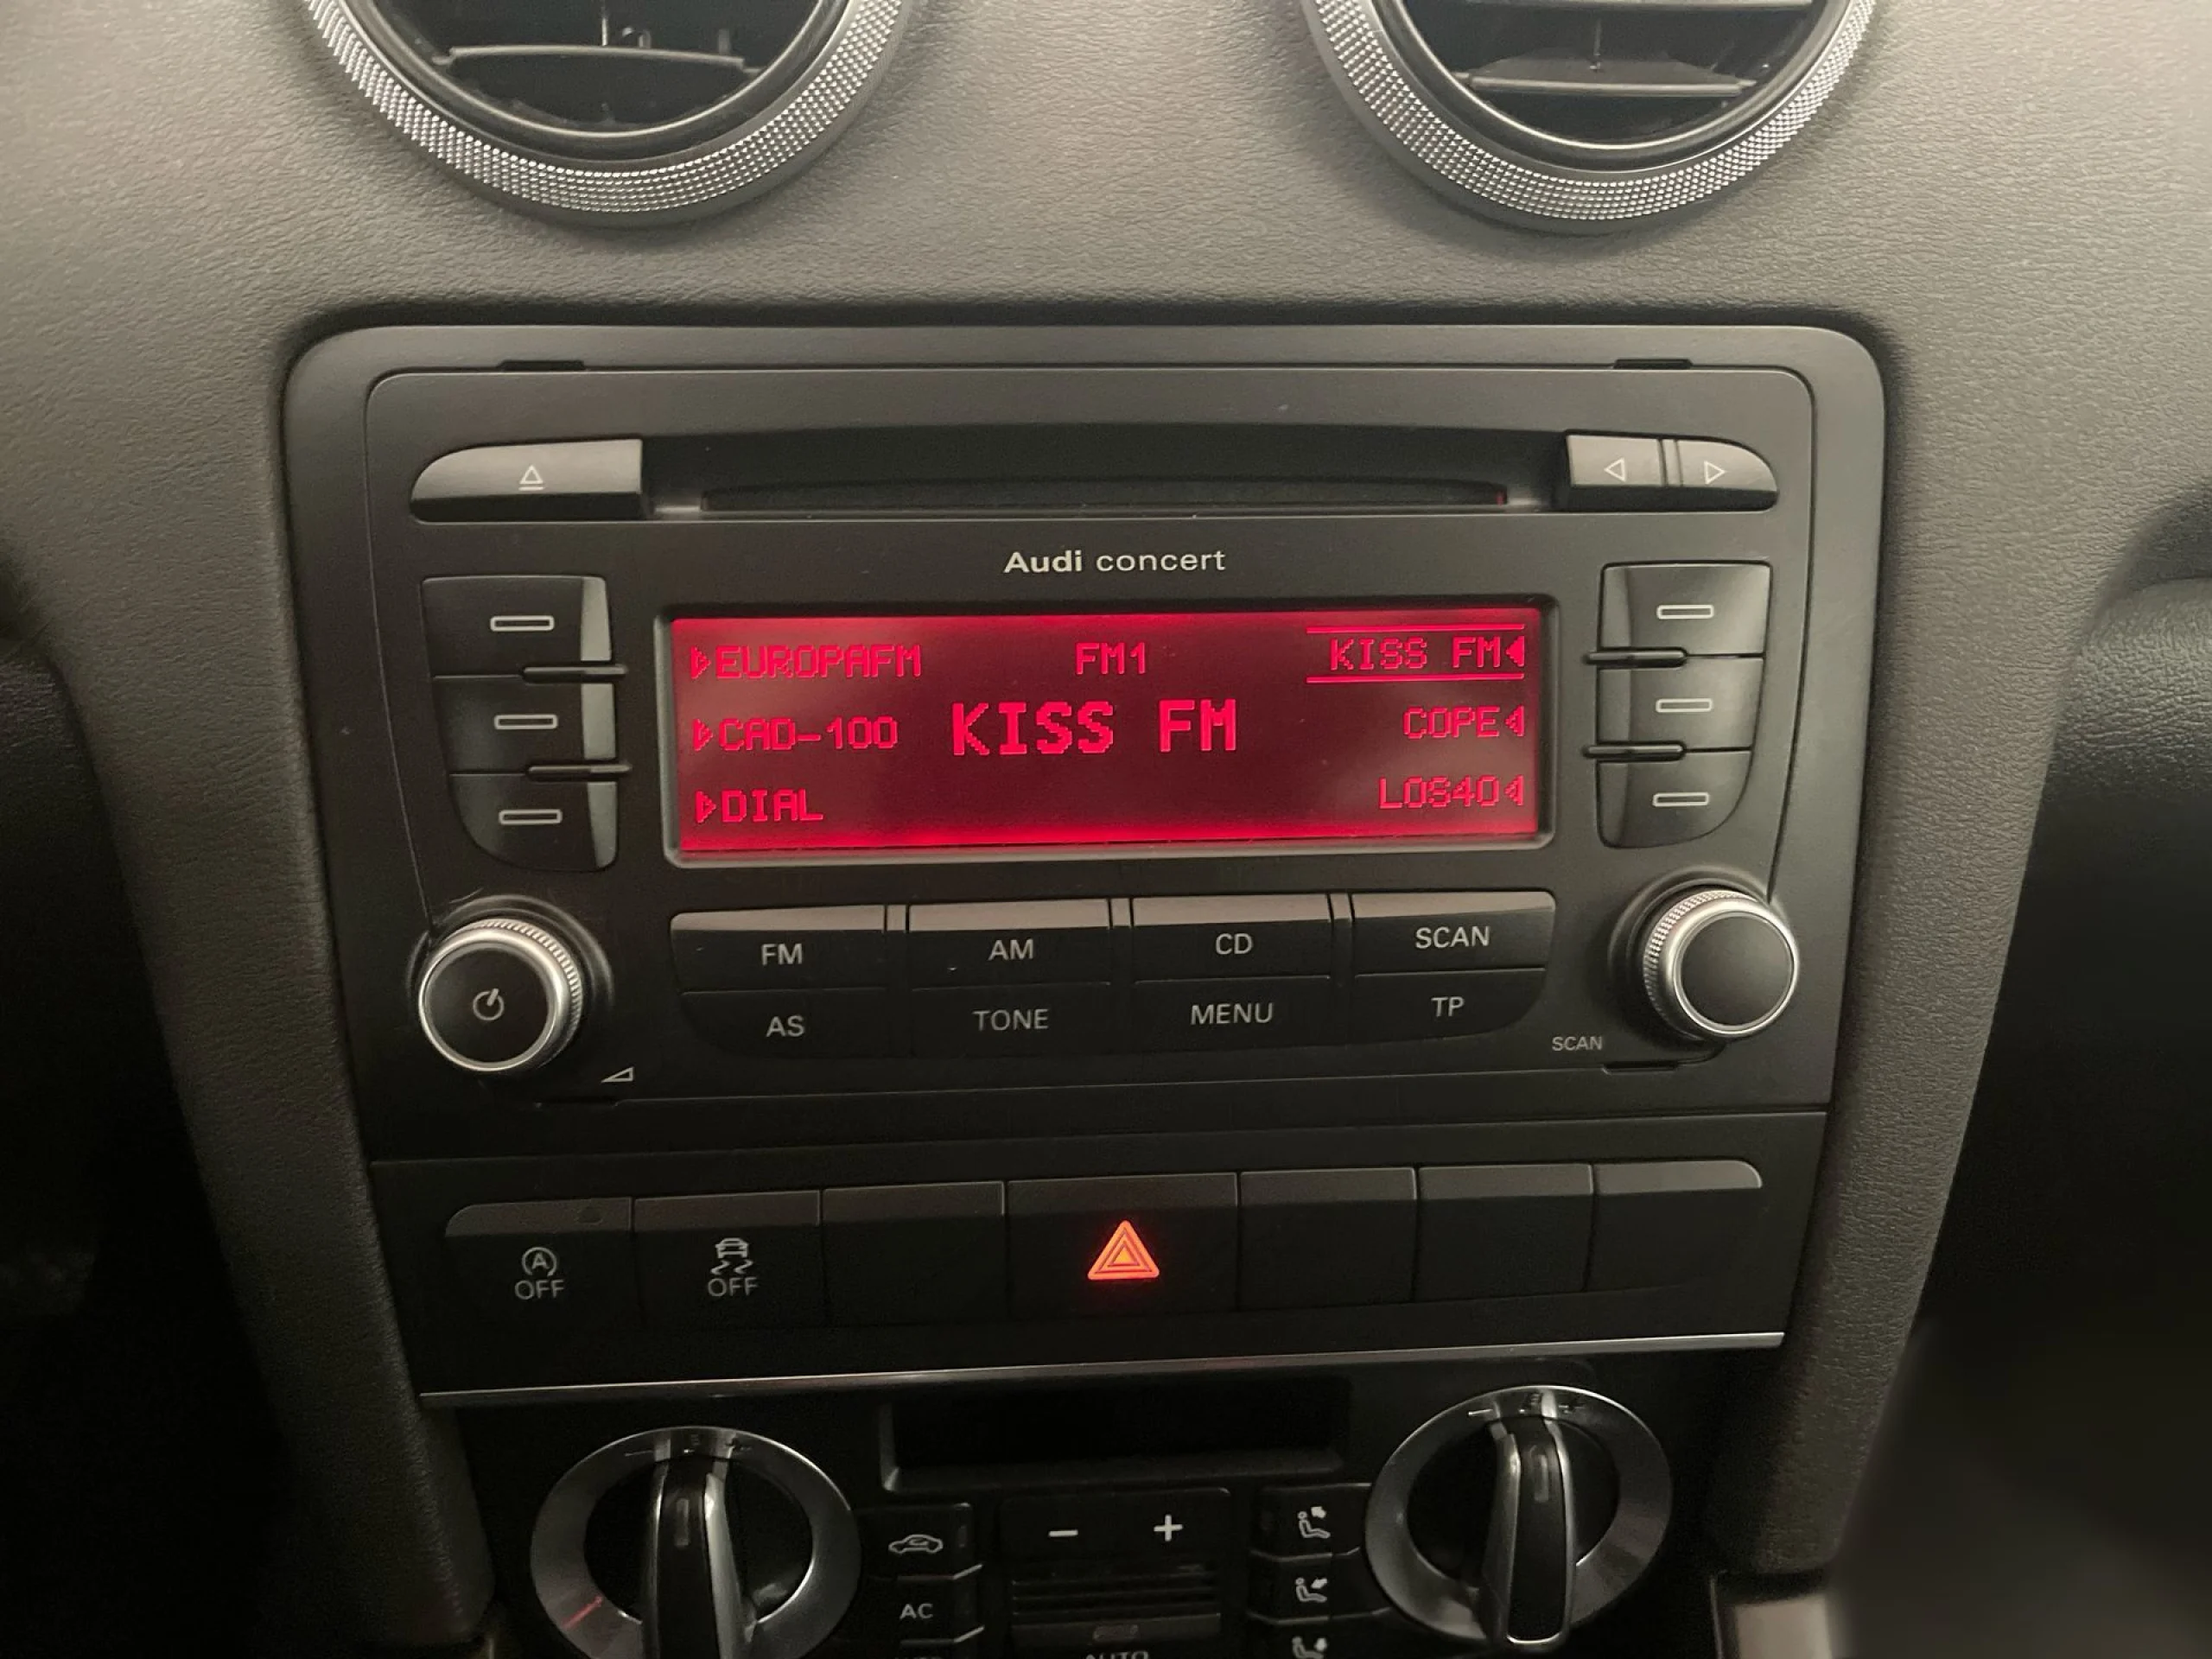 Audi concert
EUROPAFM FM1 KISS FM
CAD-100 KISS FM COPE
DIAL LOS40
FM AM CD SCAN
AS TONE MENU TP
SCAN
A
OFF OFF
− +
AC
AUTO